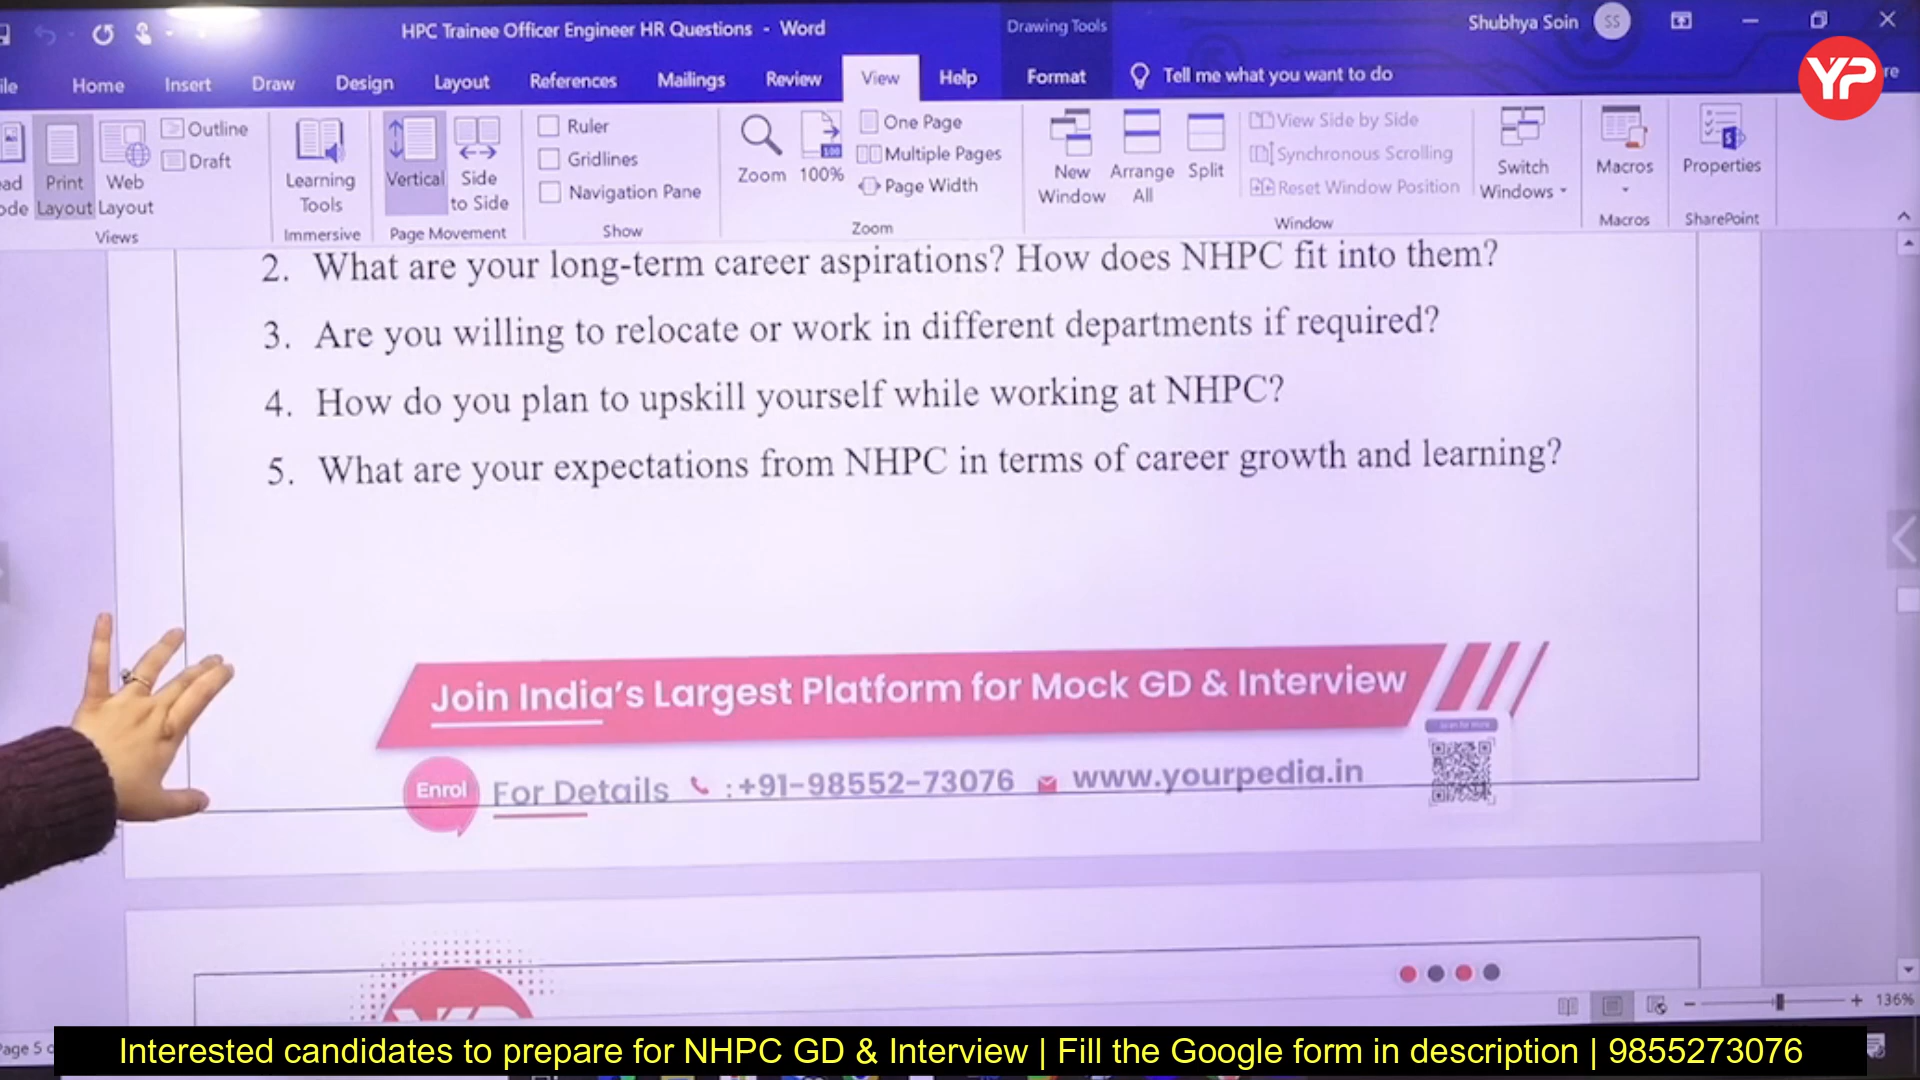 HPC Trainee Officer Engineer HR Questions - Word
Drawing Tools
Shubhya Soin
SS
Home Insert Draw Design Layout References Mailings Review View Help Format Tell me what you want to do
YP
Print Layout
Web Layout
Outline
Draft
Views
Learning Tools
Immersive
Vertical
Side to Side
Page Movement
Ruler
Gridlines
Navigation Pane
Show
Zoom
100
100%
One Page
Multiple Pages
Page Width
Zoom
New Window
Arrange All
Split
View Side by Side
Synchronous Scrolling
Reset Window Position
Switch Windows
Window
Macros
Macros
Properties
SharePoint
2. What are your long-term career aspirations? How does NHPC fit into them?
3. Are you willing to relocate or work in different departments if required?
4. How do you plan to upskill yourself while working at NHPC?
5. What are your expectations from NHPC in terms of career growth and learning?
Join India's Largest Platform for Mock GD & Interview
Enrol
For Details :+91-98552-73076 www.yourpedia.in
136%
Page 5
Interested candidates to prepare for NHPC GD & Interview | Fill the Google form in description | 9855273076